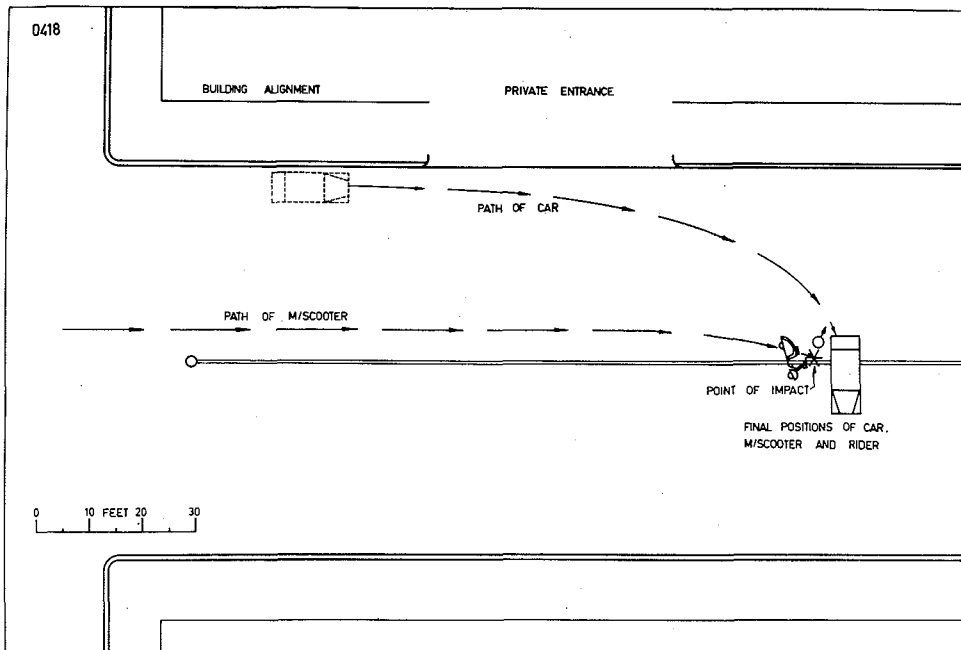 0418
BUILDING ALIGNMENT
PRIVATE ENTRANCE
PATH OF CAR
PATH OF M/SCOOTER
POINT OF IMPACT
FINAL POSITIONS OF CAR,
M/SCOOTER AND RIDER
0 10 FEET 20 30